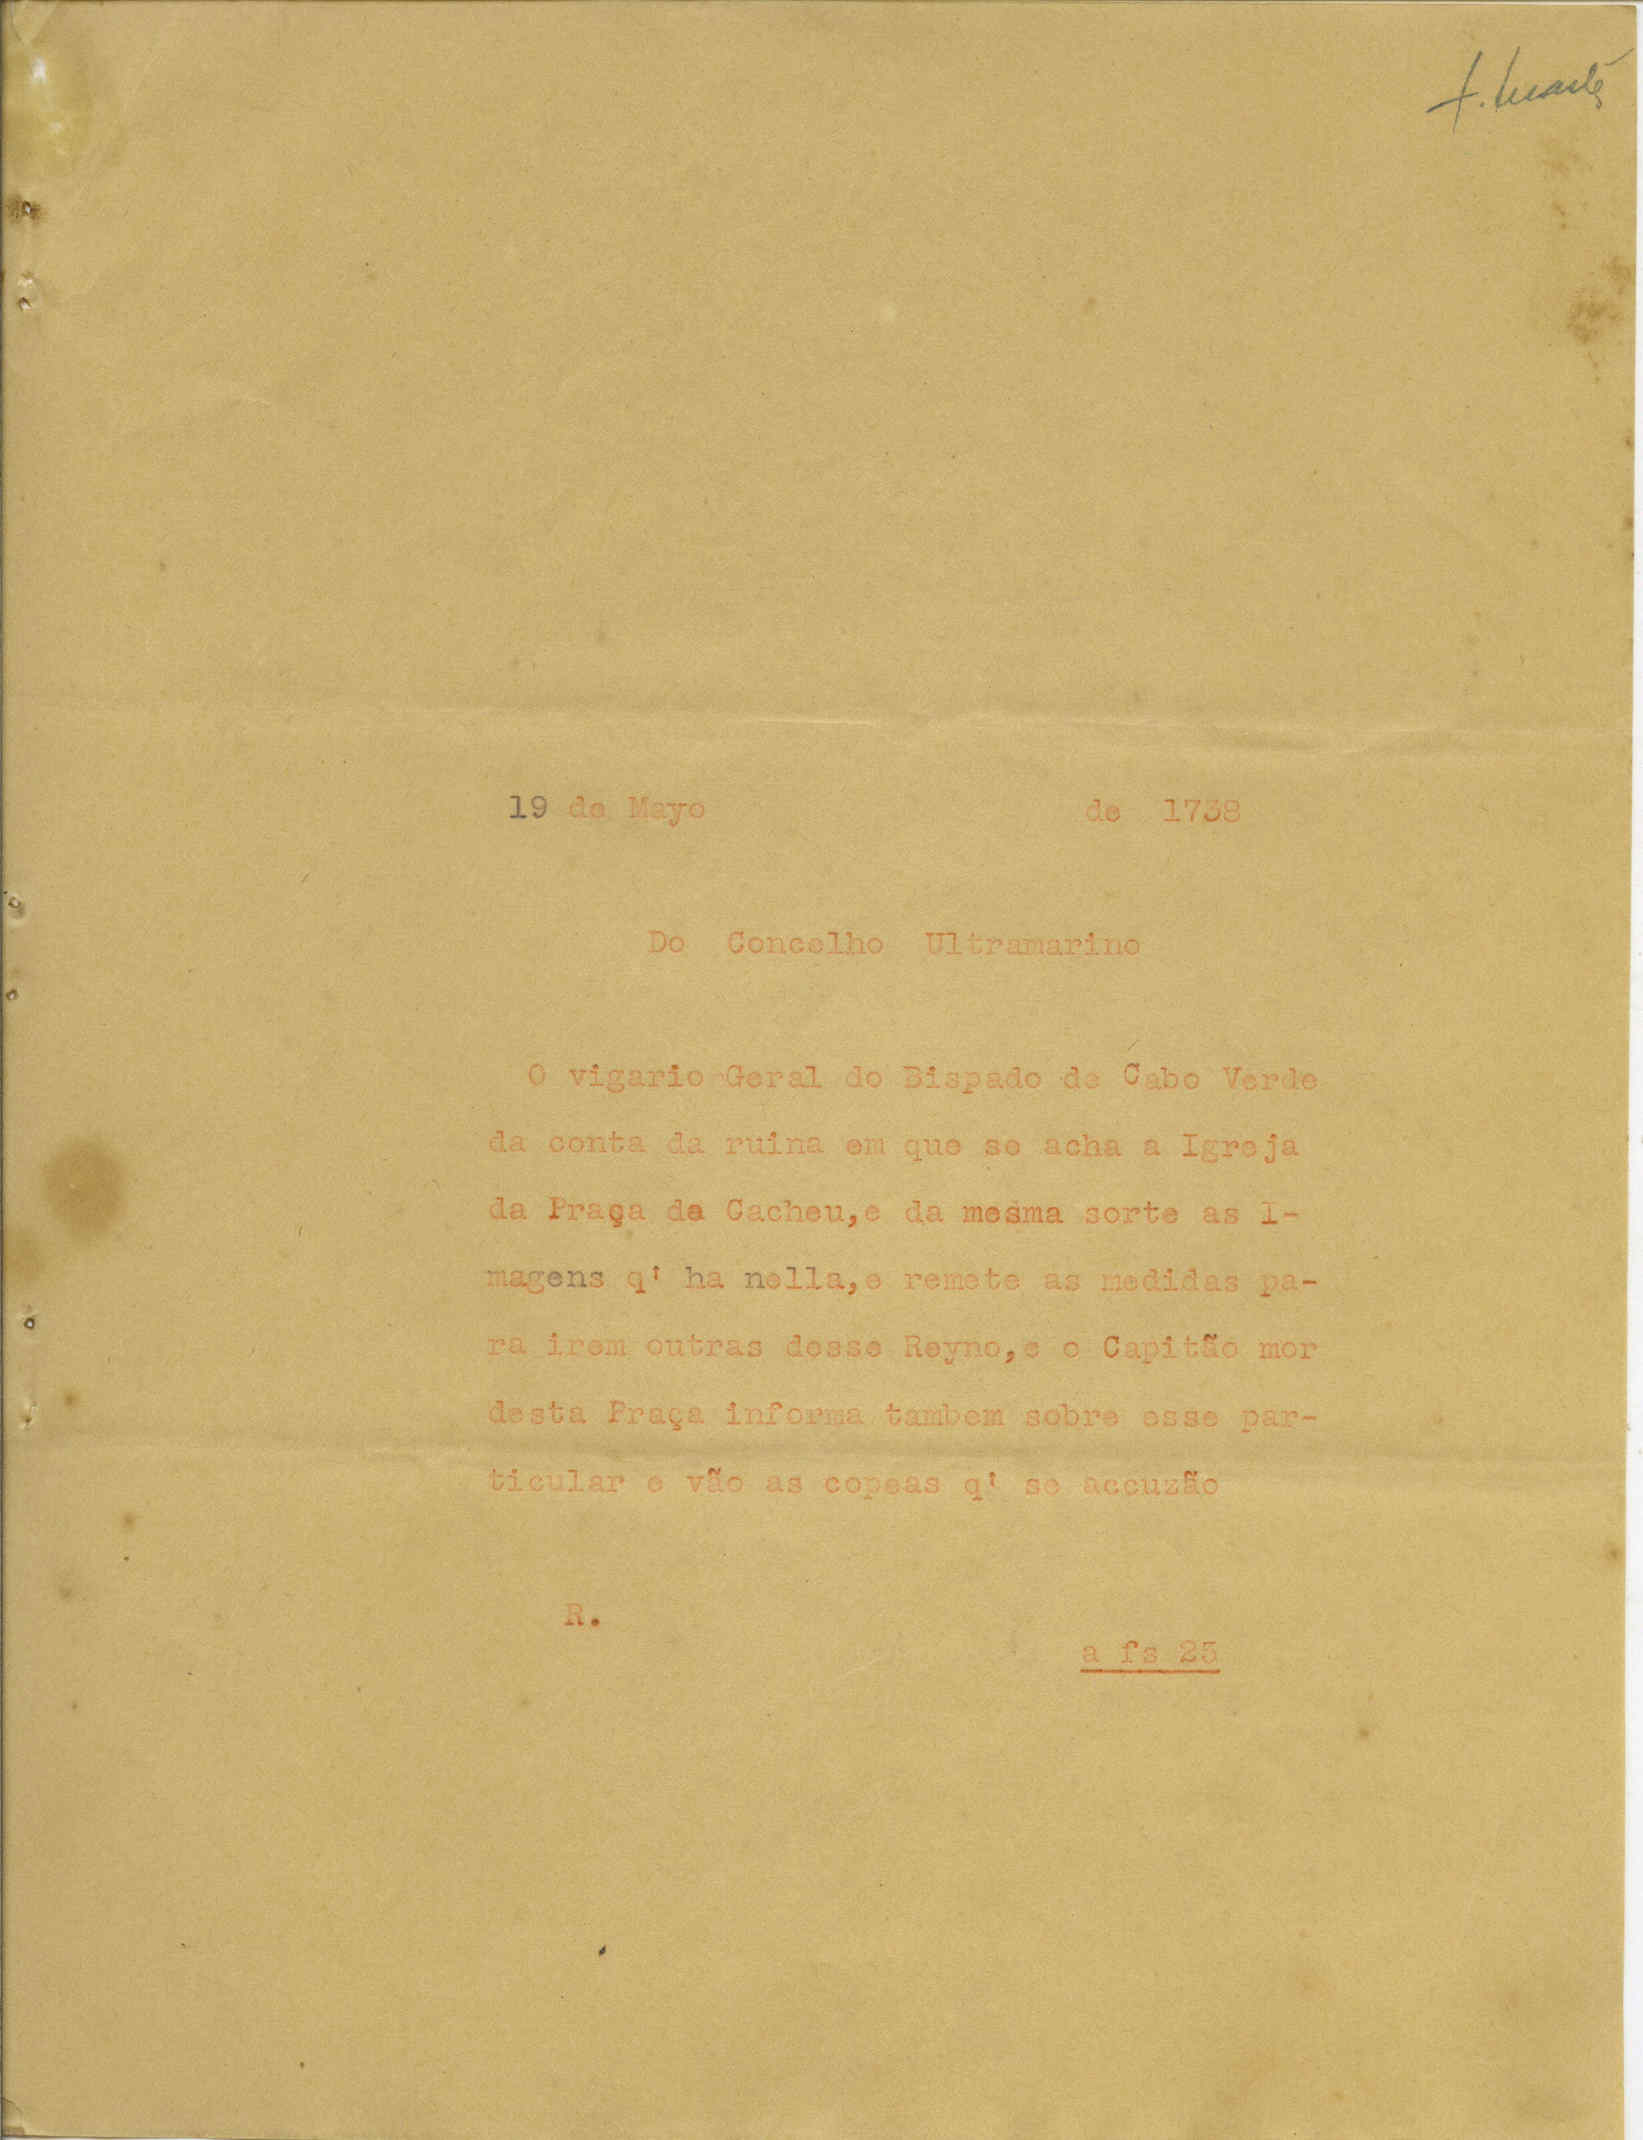 19 de Mayo de 1738
Do Concelho Ultramarino
O vigario Geral do Bispado de Cabo Verde
da conta da ruina em que se acha a Igreja
da Praça de Cacheu,e da mesma sorte as I-
magens q' ha nella,e remete as medidas pa-
ra irem outras desse Reyno,e o Capitão mor
desta Praça informa tambem sobre esse par-
ticular e vão as copeas q' se accuzão
R.
a fs 23